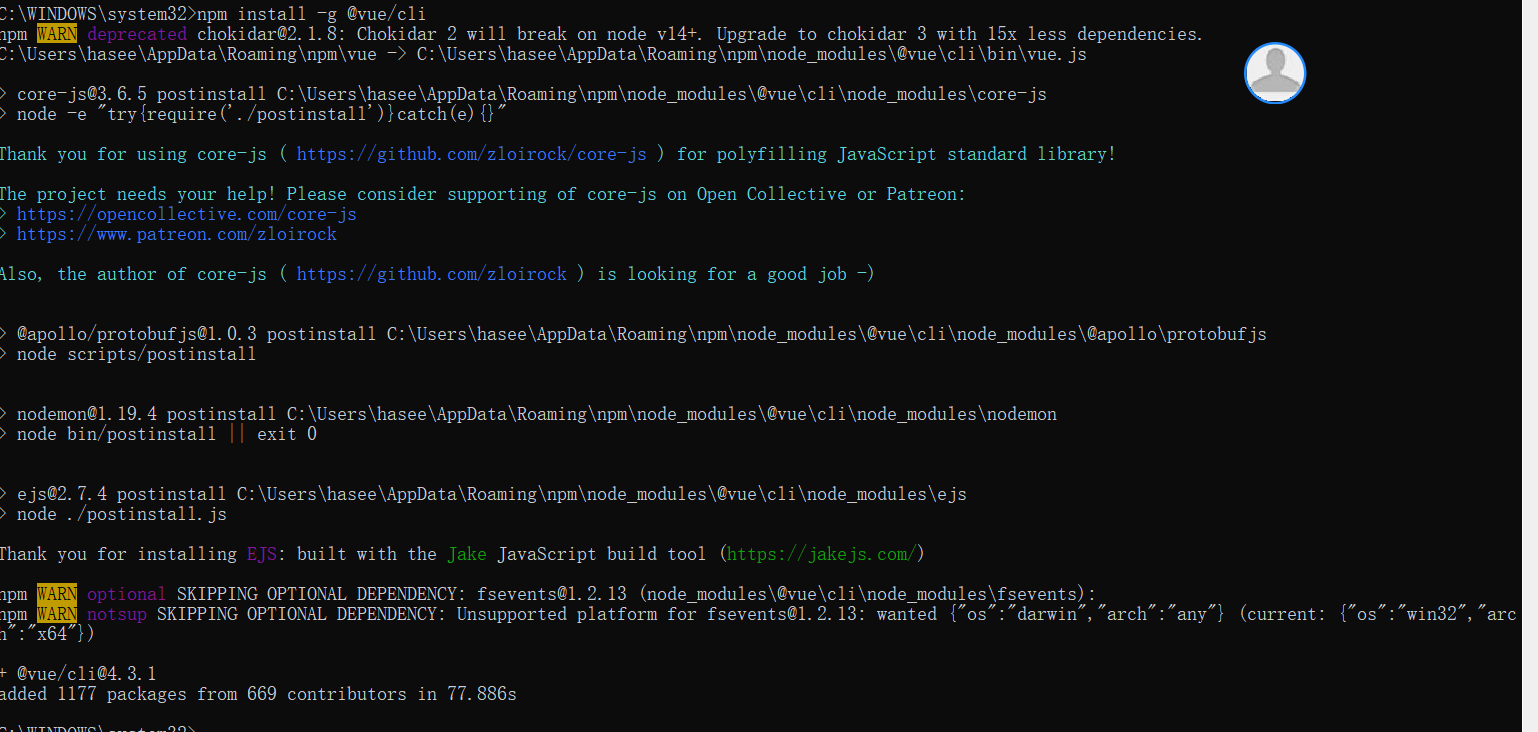 C:\WINDOWS\system32>npm install -g @vue/cli
npm WARN deprecated chokidar@2.1.8: Chokidar 2 will break on node v14+. Upgrade to chokidar 3 with 15x less dependencies.
C:\Users\hasee\AppData\Roaming\npm\vue -> C:\Users\hasee\AppData\Roaming\npm\node_modules\@vue\cli\bin\vue.js
> core-js@3.6.5 postinstall C:\Users\hasee\AppData\Roaming\npm\node_modules\@vue\cli\node_modules\core-js
> node -e "try{require('./postinstall')}catch(e){}"
Thank you for using core-js ( https://github.com/zloirock/core-js ) for polyfilling JavaScript standard library!
The project needs your help! Please consider supporting of core-js on Open Collective or Patreon:
> https://opencollective.com/core-js
> https://www.patreon.com/zloirock
Also, the author of core-js ( https://github.com/zloirock ) is looking for a good job -)
> @apollo/protobufjs@1.0.3 postinstall C:\Users\hasee\AppData\Roaming\npm\node_modules\@vue\cli\node_modules\@apollo\protobufjs
> node scripts/postinstall
> nodemon@1.19.4 postinstall C:\Users\hasee\AppData\Roaming\npm\node_modules\@vue\cli\node_modules\nodemon
> node bin/postinstall || exit 0
> ejs@2.7.4 postinstall C:\Users\hasee\AppData\Roaming\npm\node_modules\@vue\cli\node_modules\ejs
> node ./postinstall.js
Thank you for installing EJS: built with the Jake JavaScript build tool (https://jakejs.com/)
npm WARN optional SKIPPING OPTIONAL DEPENDENCY: fsevents@1.2.13 (node_modules\@vue\cli\node_modules\fsevents):
npm WARN notsup SKIPPING OPTIONAL DEPENDENCY: Unsupported platform for fsevents@1.2.13: wanted {"os":"darwin","arch":"any"} (current: {"os":"win32","arc
h":"x64"})
+ @vue/cli@4.3.1
added 1177 packages from 669 contributors in 77.886s
C:\WINDOWS\system32>